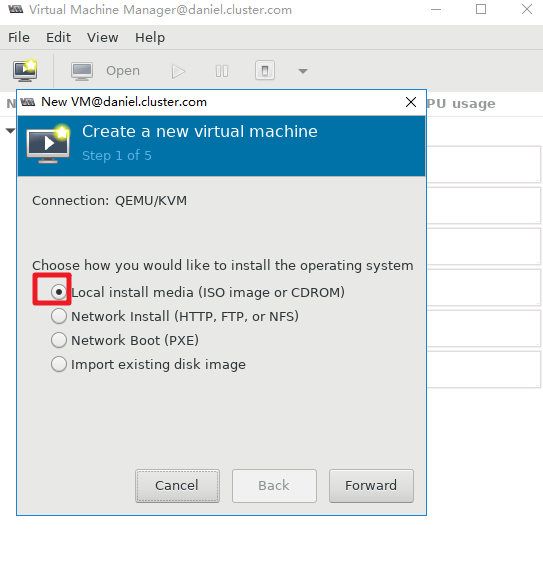 Virtual Machine Manager@daniel.cluster.com
File Edit View Help
Open
N PU usage
New VM@daniel.cluster.com
Create a new virtual machine
Step 1 of 5
Connection: QEMU/KVM
Choose how you would like to install the operating system
Local install media (ISO image or CDROM)
Network Install (HTTP, FTP, or NFS)
Network Boot (PXE)
Import existing disk image
Cancel Back Forward